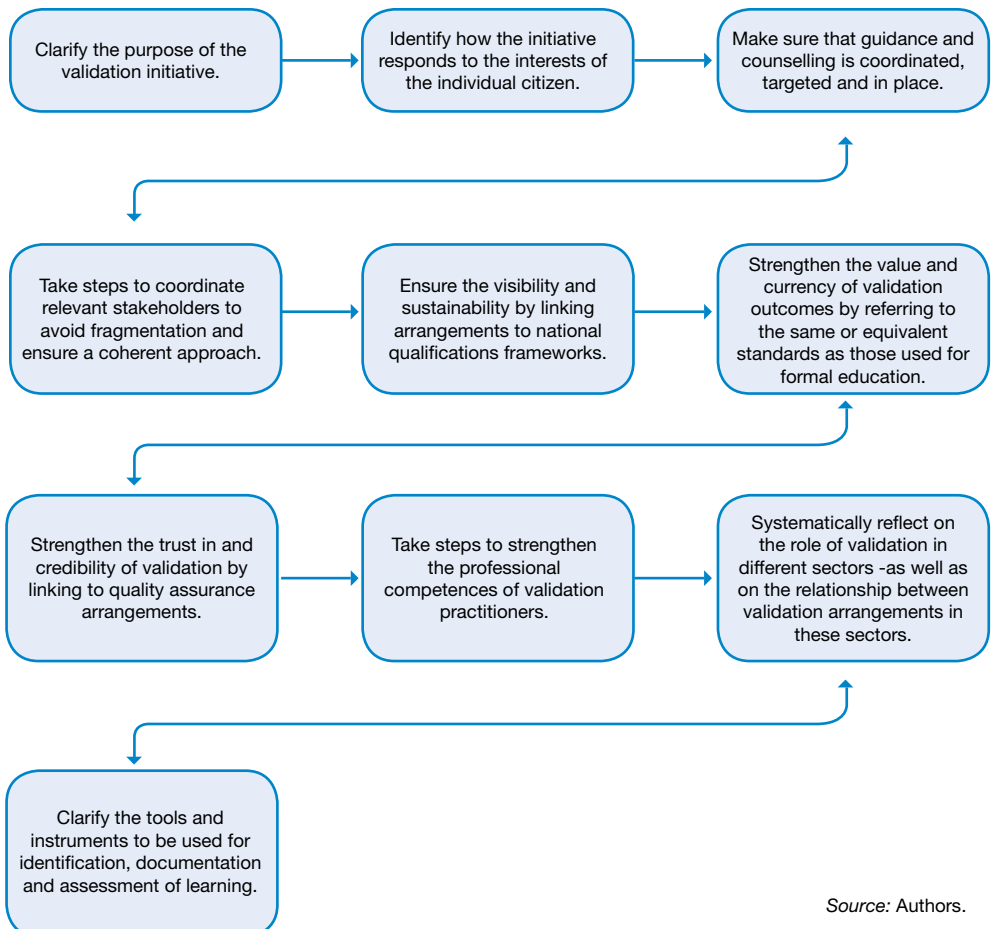 Clarify the purpose of the
validation initiative.
Identify how the initiative
responds to the interests of
the individual citizen.
Make sure that guidance and
counselling is coordinated,
targeted and in place.
Take steps to coordinate
relevant stakeholders to
avoid fragmentation and
ensure a coherent approach.
Ensure the visibility and
sustainability by linking
arrangements to national
qualifications frameworks.
Strengthen the value and
currency of validation
outcomes by referring to
the same or equivalent
standards as those used for
formal education.
Strengthen the trust in and
credibility of validation by
linking to quality assurance
arrangements.
Take steps to strengthen
the professional
competences of validation
practitioners.
Systematically reflect on
the role of validation in
different sectors -as well as
on the relationship between
validation arrangements in
these sectors.
Clarify the tools and
instruments to be used for
identification, documentation
and assessment of learning.
Source: Authors.